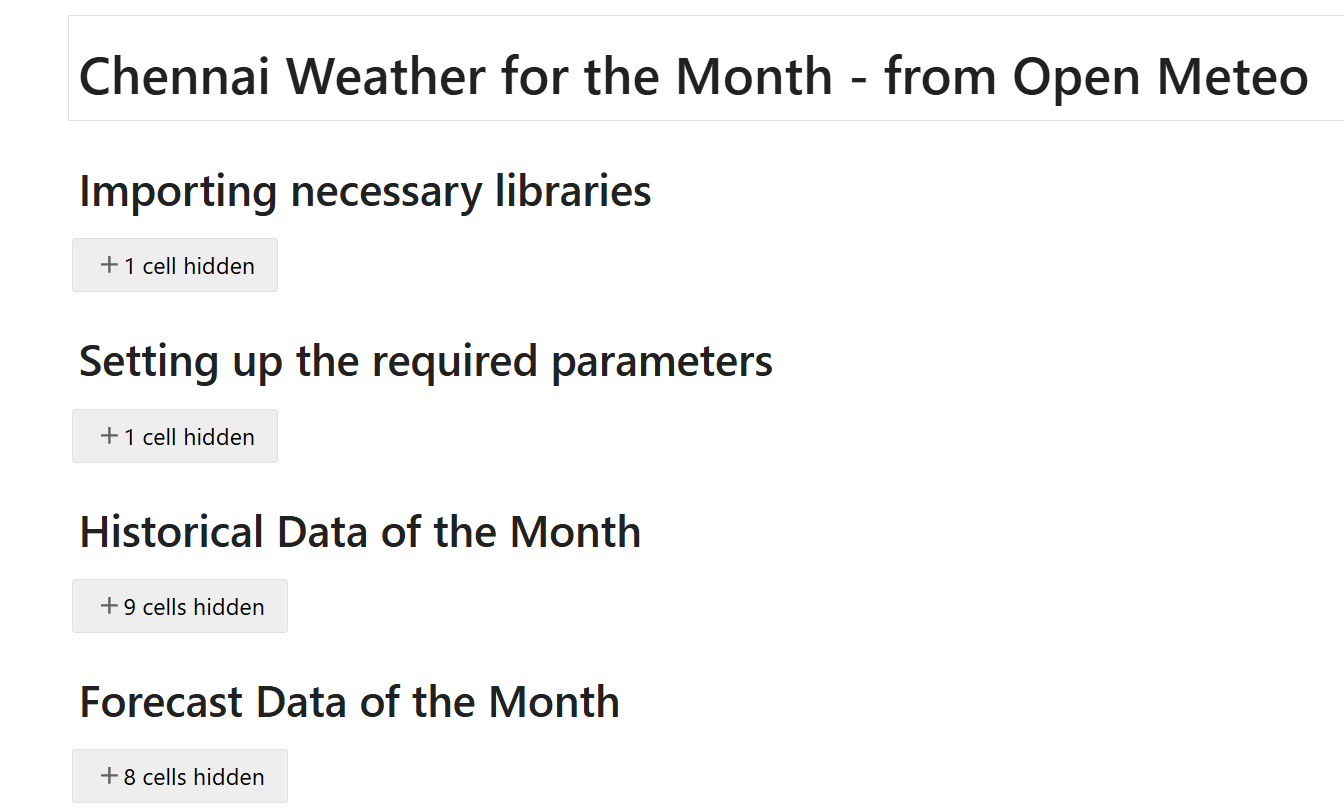 Chennai Weather for the Month - from Open Meteo
Importing necessary libraries
+ 1 cell hidden
Setting up the required parameters
+ 1 cell hidden
Historical Data of the Month
+ 9 cells hidden
Forecast Data of the Month
+ 8 cells hidden